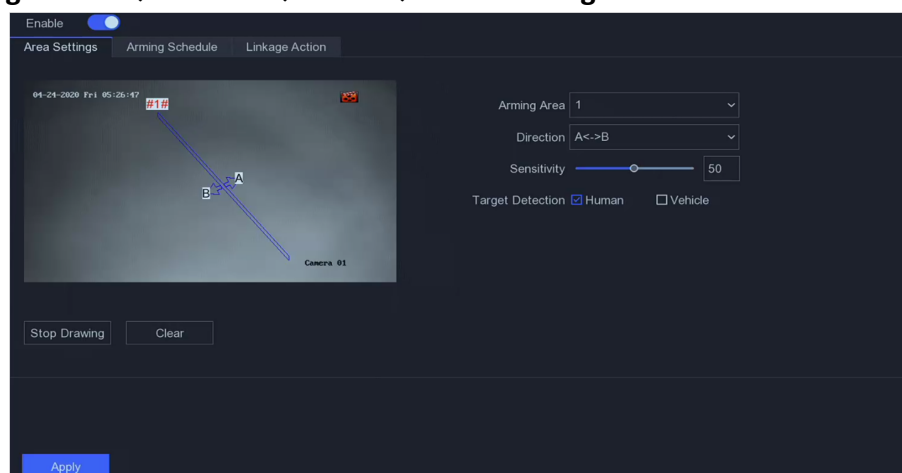 Enable
Area Settings Arming Schedule Linkage Action
04-24-2020 Fri 05:26:47
#1#
Arming Area 1
Direction A<->B
Sensitivity 50
A
B
Target Detection Human Vehicle
Camera 01
Stop Drawing Clear
Apply